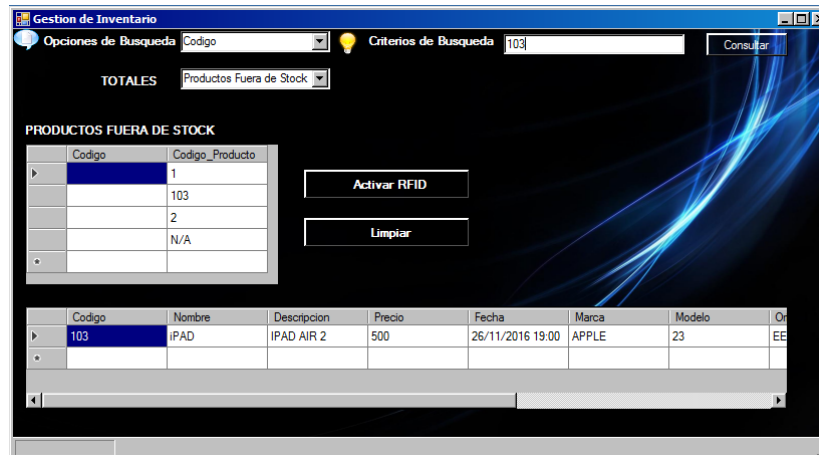 Gestion de Inventario
Opciones de Busqueda Codigo Criterios de Busqueda 103 Consultar
TOTALES Productos Fuera de Stock
PRODUCTOS FUERA DE STOCK
Codigo Codigo_Producto
1
103
2
N/A
Activar RFID
Limpiar
Codigo Nombre Descripcion Precio Fecha Marca Modelo Or
103 iPAD IPAD AIR 2 500 26/11/2016 19:00 APPLE 23 EE